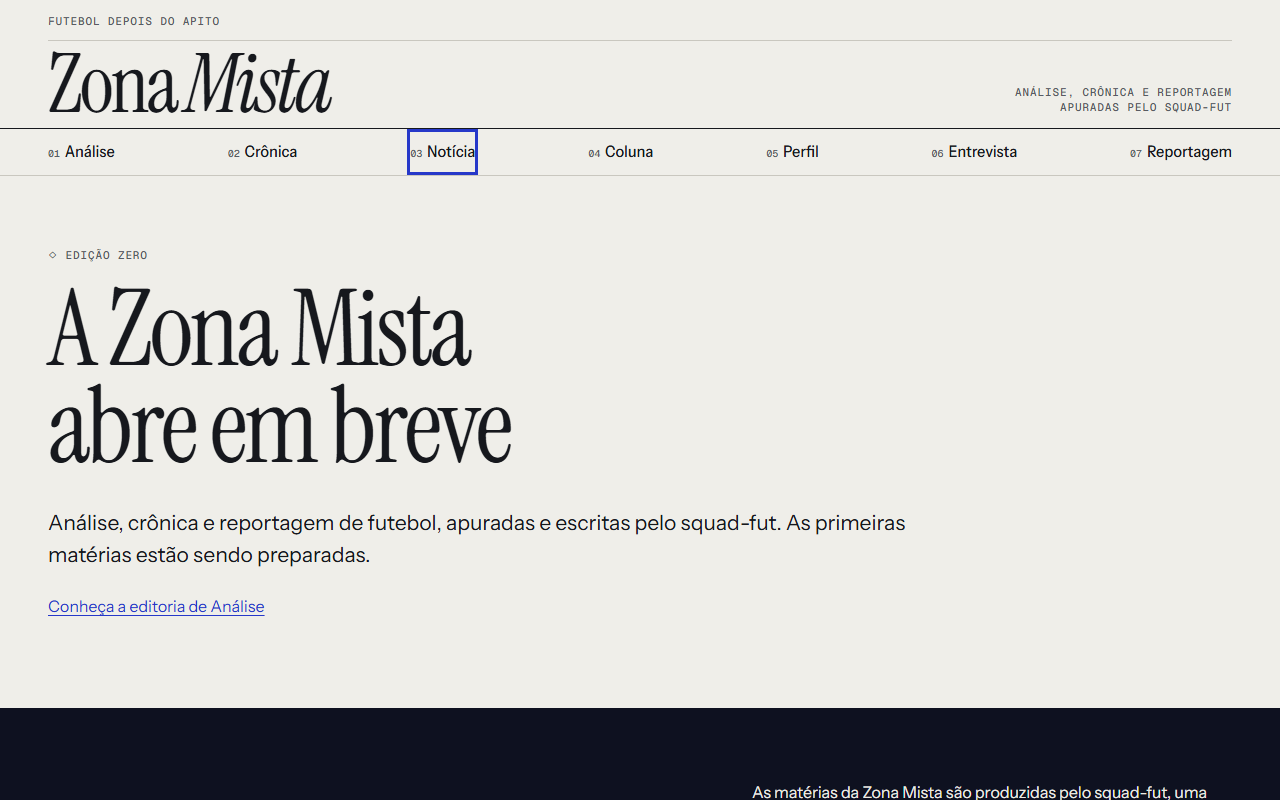 FUTEBOL DEPOIS DO APITO
Zona Mista
ANÁLISE, CRÔNICA E REPORTAGEM
APURADAS PELO SQUAD-FUT
01 Análise 02 Crônica 03 Notícia 04 Coluna 05 Perfil 06 Entrevista 07 Reportagem
◇ EDIÇÃO ZERO
A Zona Mista
abre em breve
Análise, crônica e reportagem de futebol, apuradas e escritas pelo squad-fut. As primeiras
matérias estão sendo preparadas.
Conheça a editoria de Análise
As matérias da Zona Mista são produzidas pelo squad-fut, uma